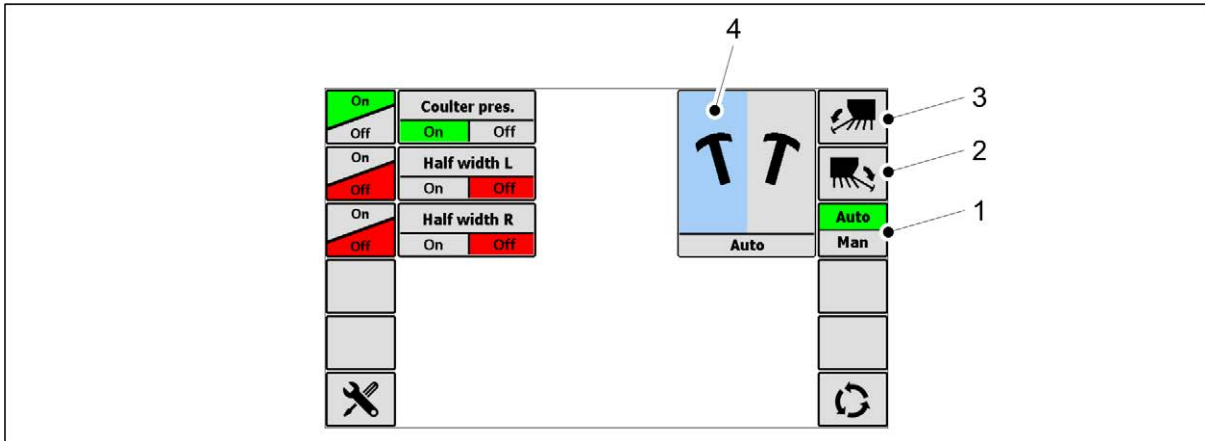 4
On
Off
Coulter pres.
On Off
3
On
Off
Half width L
On Off
2
On
Off
Half width R
On Off
Auto
Auto
Man
1